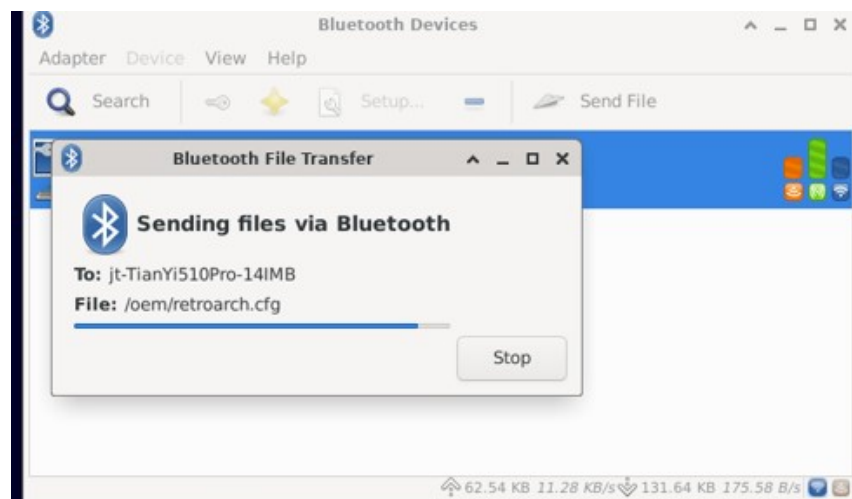 Bluetooth Devices
Adapter Device View Help
Search Setup... Send File
Bluetooth File Transfer
Sending files via Bluetooth
To: jt-TianYi510Pro-14IMB
File: /oem/retroarch.cfg
Stop
62.54 KB 11.28 KB/s 131.64 KB 175.58 B/s